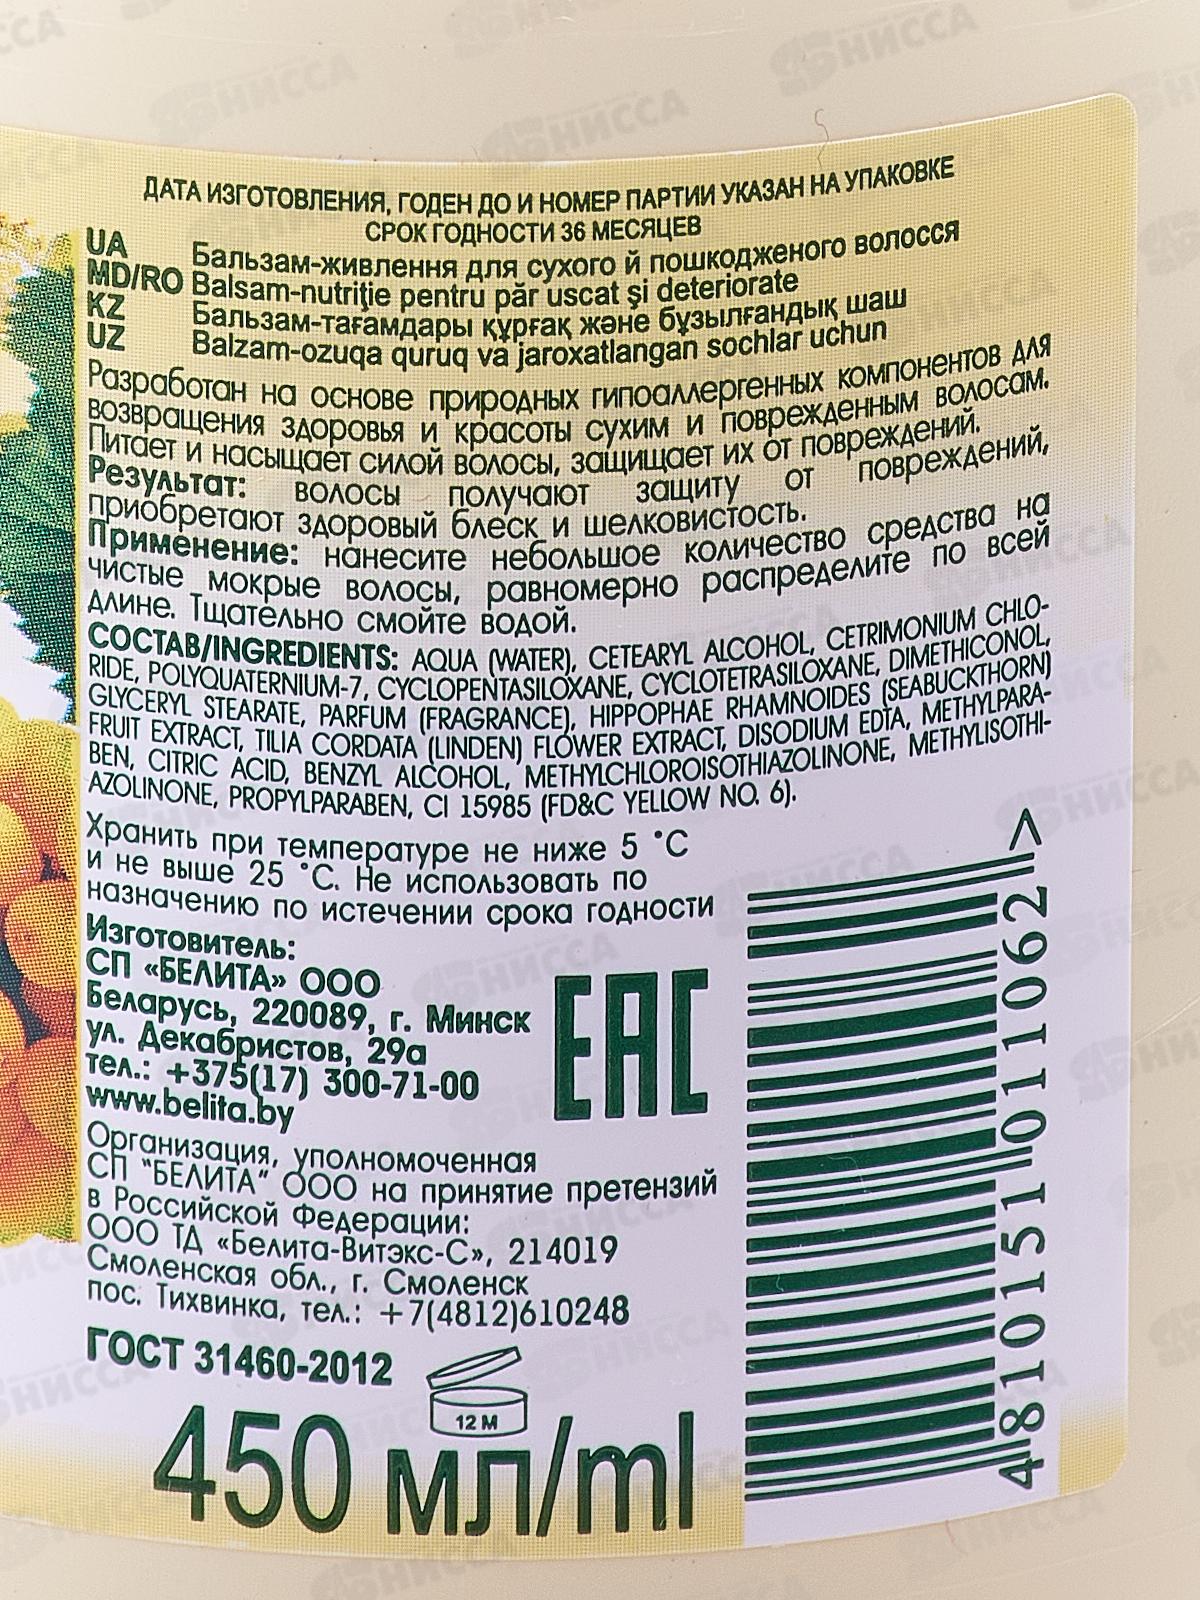 ДАТА ИЗГОТОВЛЕНИЯ, ГОДЕН ДО И НОМЕР ПАРТИИ УКАЗАН НА УПАКОВКЕ
СРОК ГОДНОСТИ 36 МЕСЯЦЕВ
UA Бальзам-живлення для сухого й пошкодженого волосся
MD/RO Balsam-nutriţie pentru păr uscat şi deteriorate
KZ Бальзам-тағамдары құрғақ және бұзылғандық шаш
UZ Balzam-ozuqa quruq va jaroxatlangan sochlar uchun
Разработан на основе природных гипоаллергенных компонентов для
возвращения здоровья и красоты сухим и поврежденным волосам.
Питает и насыщает силой волосы, защищает их от повреждений.
Результат: волосы получают защиту от повреждений,
приобретают здоровый блеск и шелковистость.
Применение: нанесите небольшое количество средства на
чистые мокрые волосы, равномерно распределите по всей
длине. Тщательно смойте водой.
СОСТАВ/INGREDIENTS: AQUA (WATER), CETEARYL ALCOHOL, CETRIMONIUM CHLO-
RIDE, POLYQUATERNIUM-7, CYCLOPENTASILOXANE, CYCLOTETRASILOXANE, DIMETHICONOL,
GLYCERYL STEARATE, PARFUM (FRAGRANCE), HIPPOPHAE RHAMNOIDES (SEABUCKTHORN)
FRUIT EXTRACT, TILIA CORDATA (LINDEN) FLOWER EXTRACT, DISODIUM EDTA, METHYLPARA-
BEN, CITRIC ACID, BENZYL ALCOHOL, METHYLCHLOROISOTHIAZOLINONE, METHYLISOTHI-
AZOLINONE, PROPYLPARABEN, CI 15985 (FD&C YELLOW NO. 6).
Хранить при температуре не ниже 5 °C
и не выше 25 °C. Не использовать по
назначению по истечении срока годности
Изготовитель:
СП «БЕЛИТА» ООО
Беларусь, 220089, г. Минск
ул. Декабристов, 29а
тел.: +375(17) 300-71-00
www.belita.by
EAC
Организация, уполномоченная
СП "БЕЛИТА" ООО на принятие претензий
в Российской Федерации:
ООО ТД «Белита-Витэкс-С», 214019
Смоленская обл., г. Смоленск
пос. Тихвинка, тел.: +7(4812)610248
ГОСТ 31460-2012
12 М
450 мл/ml
4810151011062>
НИССА